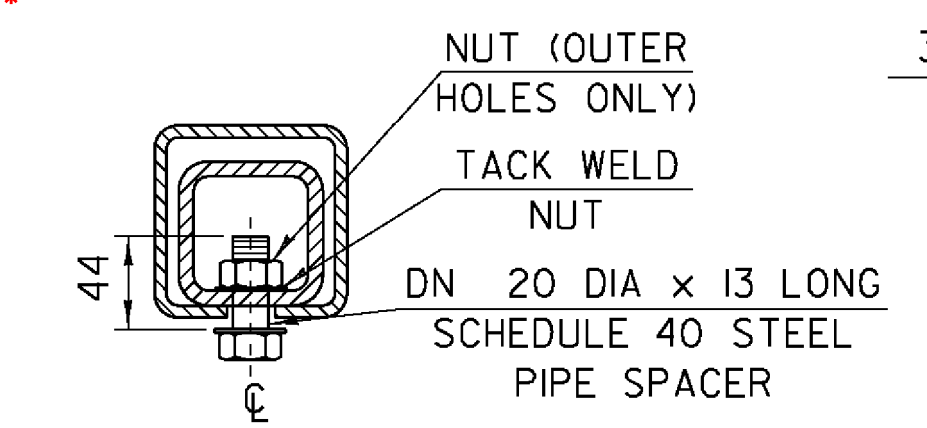 *
NUT (OUTER
HOLES ONLY)
TACK WELD
NUT
44
DN 20 DIA x 13 LONG
SCHEDULE 40 STEEL
PIPE SPACER
℄